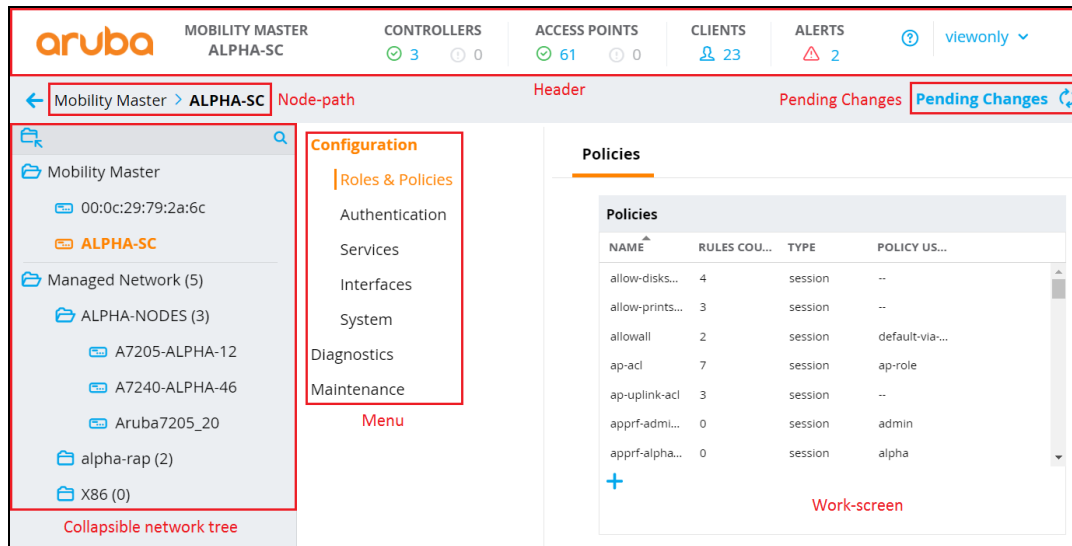 aruba
MOBILITY MASTER
ALPHA-SC
CONTROLLERS
3 0
ACCESS POINTS
61 0
CLIENTS
23
ALERTS
2
viewonly
Mobility Master > ALPHA-SC
Node-path
Header
Pending Changes
Pending Changes
Mobility Master
00:0c:29:79:2a:6c
ALPHA-SC
Managed Network (5)
ALPHA-NODES (3)
A7205-ALPHA-12
A7240-ALPHA-46
Aruba7205_20
alpha-rap (2)
X86 (0)
Collapsible network tree
Configuration
Roles & Policies
Authentication
Services
Interfaces
System
Diagnostics
Maintenance
Menu
Policies
Policies
NAME RULES COU... TYPE POLICY US...
allow-disks... 4 session --
allow-prints... 3 session --
allowall 2 session default-via-...
ap-acl 7 session ap-role
ap-uplink-acl 3 session --
apprf-admi... 0 session admin
apprf-alpha... 0 session alpha
+
Work-screen